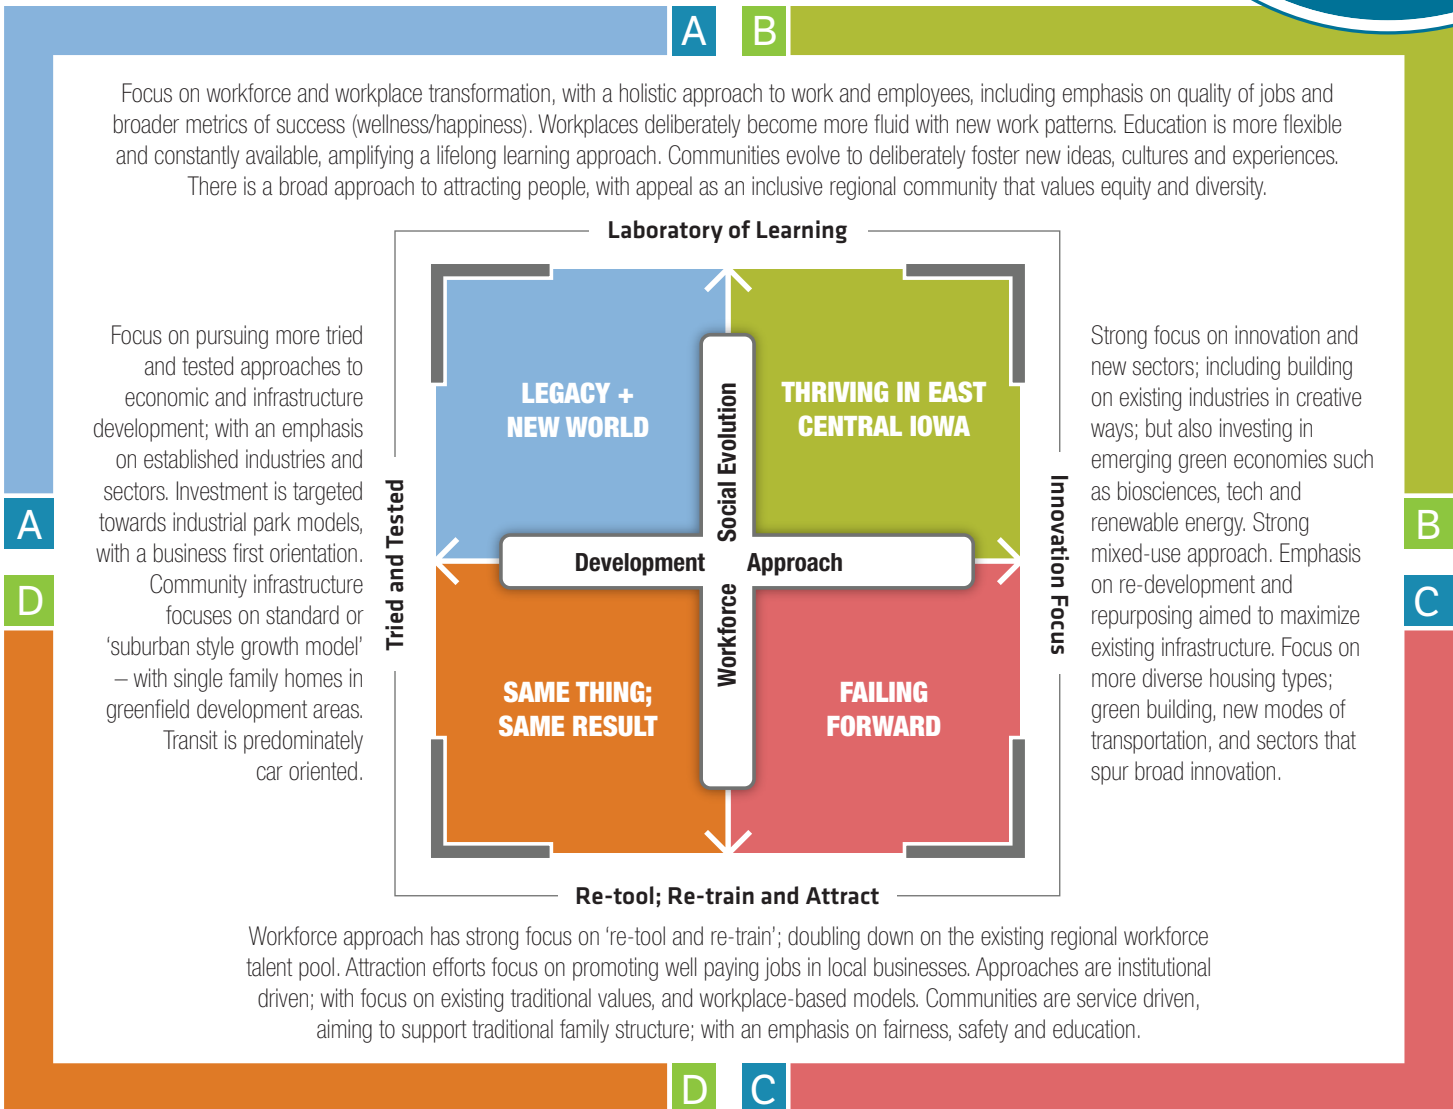 A B
Focus on workforce and workplace transformation, with a holistic approach to work and employees, including emphasis on quality of jobs and
broader metrics of success (wellness/happiness). Workplaces deliberately become more fluid with new work patterns. Education is more flexible
and constantly available, amplifying a lifelong learning approach. Communities evolve to deliberately foster new ideas, cultures and experiences.
There is a broad approach to attracting people, with appeal as an inclusive regional community that values equity and diversity.
Laboratory of Learning
Focus on pursuing more tried
and tested approaches to
economic and infrastructure
development; with an emphasis
on established industries and
sectors. Investment is targeted
towards industrial park models,
with a business first orientation.
Community infrastructure
focuses on standard or
‘suburban style growth model’
– with single family homes in
greenfield development areas.
Transit is predominately
car oriented.
A
D
Tried and Tested
LEGACY +
NEW WORLD
THRIVING IN EAST
CENTRAL IOWA
Social Evolution
Development Approach
Workforce
SAME THING;
SAME RESULT
FAILING
FORWARD
Innovation Focus
Strong focus on innovation and
new sectors; including building
on existing industries in creative
ways; but also investing in
emerging green economies such
as biosciences, tech and
renewable energy. Strong
mixed-use approach. Emphasis
on re-development and
repurposing aimed to maximize
existing infrastructure. Focus on
more diverse housing types;
green building, new modes of
transportation, and sectors that
spur broad innovation.
B
C
Re-tool; Re-train and Attract
Workforce approach has strong focus on ‘re-tool and re-train’; doubling down on the existing regional workforce
talent pool. Attraction efforts focus on promoting well paying jobs in local businesses. Approaches are institutional
driven; with focus on existing traditional values, and workplace-based models. Communities are service driven,
aiming to support traditional family structure; with an emphasis on fairness, safety and education.
D C